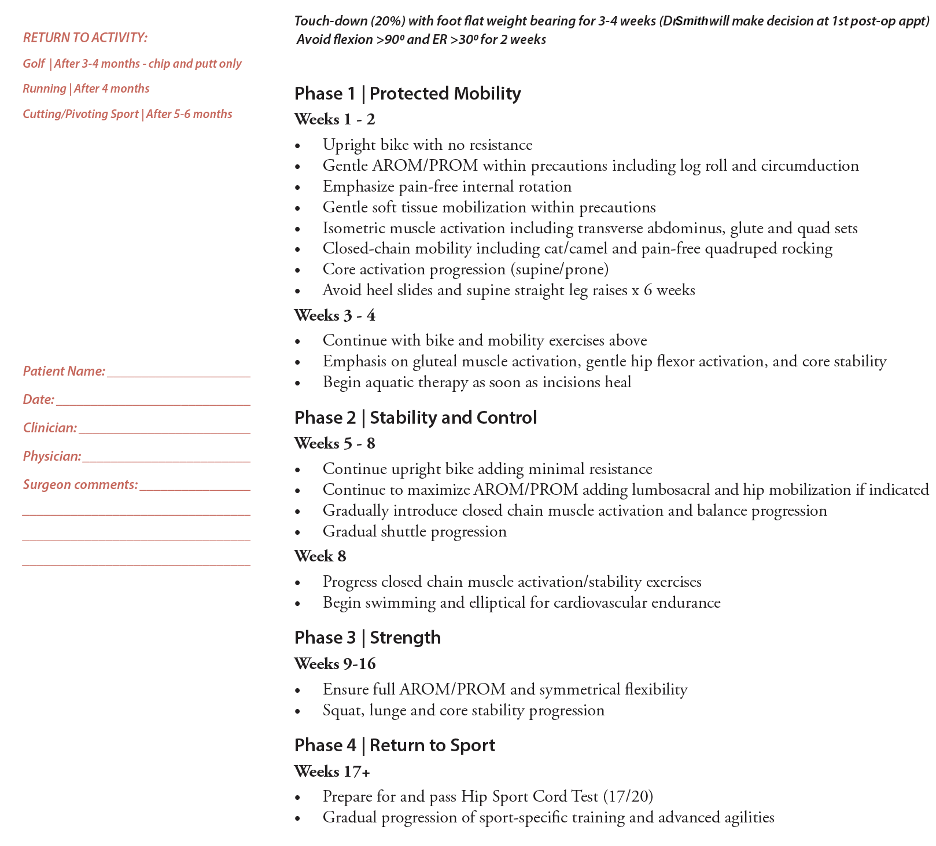 RETURN TO ACTIVITY:
Golf | After 3-4 months - chip and putt only
Running | After 4 months
Cutting/Pivoting Sport | After 5-6 months
Patient Name:
Date:
Clinician:
Physician:
Surgeon comments:
Touch-down (20%) with foot flat weight bearing for 3-4 weeks (DrSmith will make decision at 1st post-op appt)
Avoid flexion >90º and ER >30º for 2 weeks
Phase 1 | Protected Mobility
Weeks 1 - 2
• Upright bike with no resistance
• Gentle AROM/PROM within precautions including log roll and circumduction
• Emphasize pain-free internal rotation
• Gentle soft tissue mobilization within precautions
• Isometric muscle activation including transverse abdominus, glute and quad sets
• Closed-chain mobility including cat/camel and pain-free quadruped rocking
• Core activation progression (supine/prone)
• Avoid heel slides and supine straight leg raises x 6 weeks
Weeks 3 - 4
• Continue with bike and mobility exercises above
• Emphasis on gluteal muscle activation, gentle hip flexor activation, and core stability
• Begin aquatic therapy as soon as incisions heal
Phase 2 | Stability and Control
Weeks 5 - 8
• Continue upright bike adding minimal resistance
• Continue to maximize AROM/PROM adding lumbosacral and hip mobilization if indicated
• Gradually introduce closed chain muscle activation and balance progression
• Gradual shuttle progression
Week 8
• Progress closed chain muscle activation/stability exercises
• Begin swimming and elliptical for cardiovascular endurance
Phase 3 | Strength
Weeks 9-16
• Ensure full AROM/PROM and symmetrical flexibility
• Squat, lunge and core stability progression
Phase 4 | Return to Sport
Weeks 17+
• Prepare for and pass Hip Sport Cord Test (17/20)
• Gradual progression of sport-specific training and advanced agilities